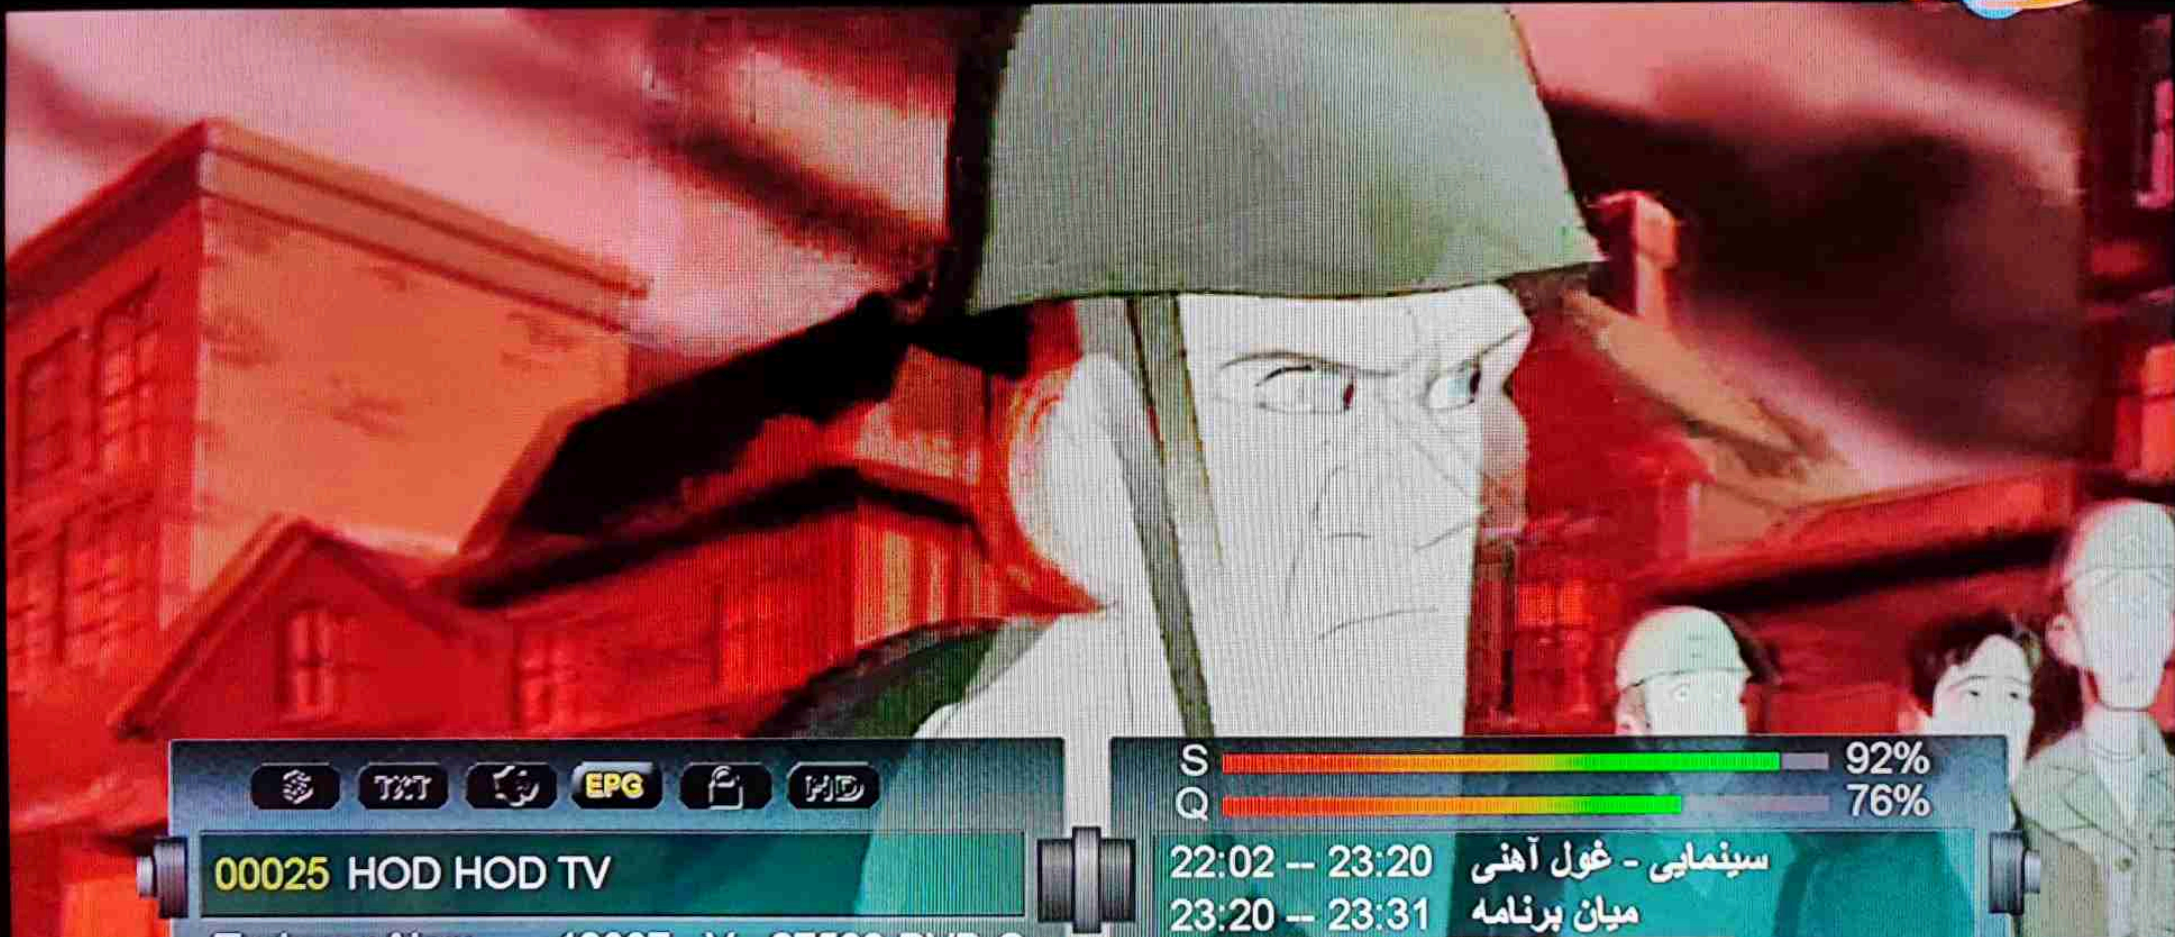 TXT EPG HD
S 92%
Q 76%
00025 HOD HOD TV
22:02 – 23:20 سینمایی - غول آهنی
23:20 – 23:31 میان برنامه